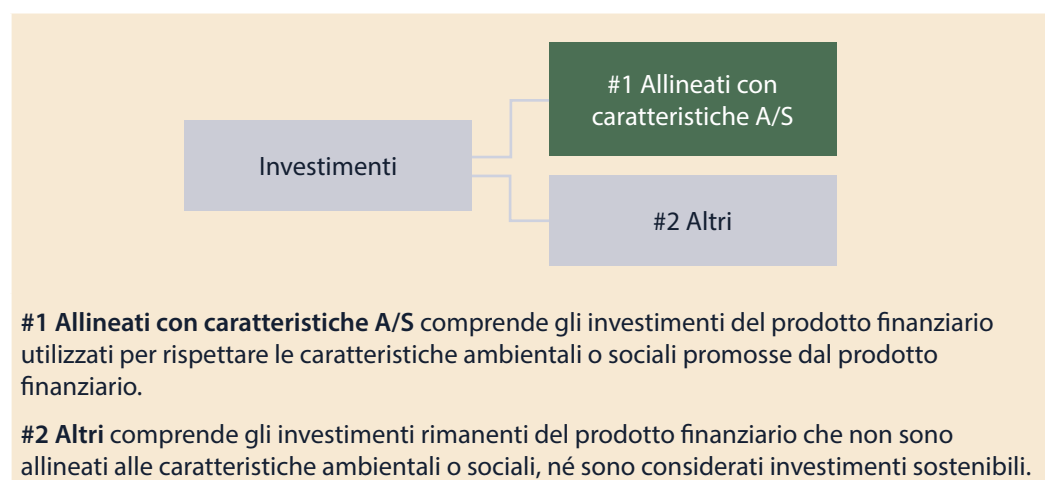 #1 Allineati con
caratteristiche A/S
Investimenti
#2 Altri
#1 Allineati con caratteristiche A/S comprende gli investimenti del prodotto finanziario
utilizzati per rispettare le caratteristiche ambientali o sociali promosse dal prodotto
finanziario.
#2 Altri comprende gli investimenti rimanenti del prodotto finanziario che non sono
allineati alle caratteristiche ambientali o sociali, né sono considerati investimenti sostenibili.